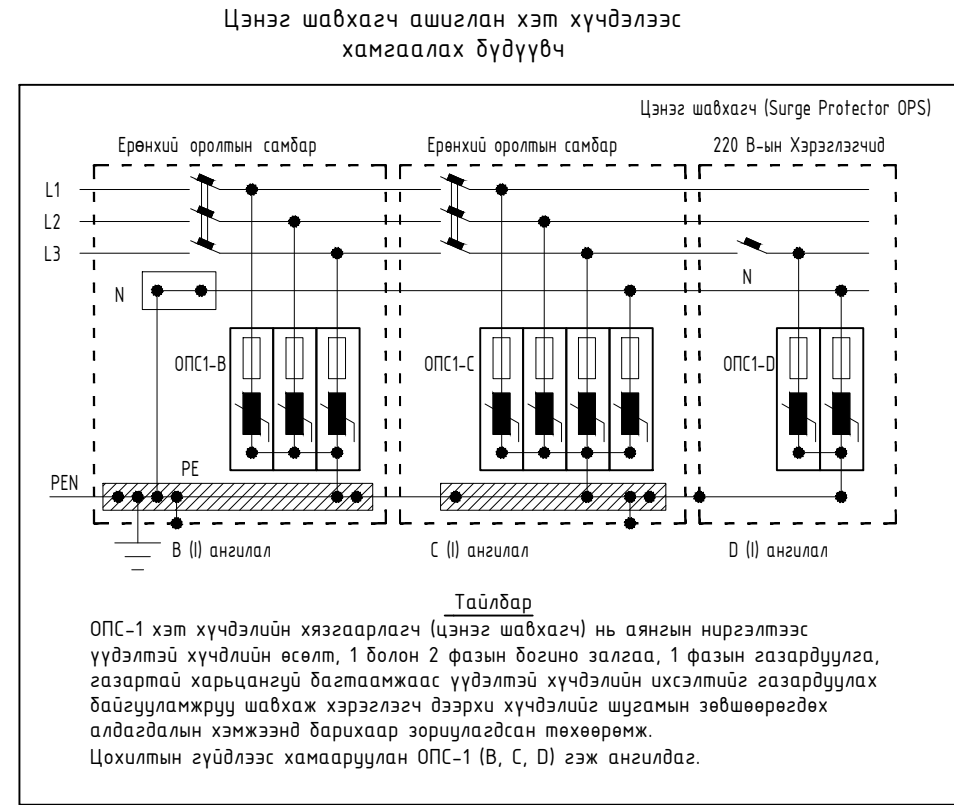 Цэнэг шавхагч ашиглан хэт хүчдэлээс
хамгаалах бүдүүвч
Цэнэг шавхагч (Surge Protector OPS)
Ерөнхий оролтын самбар
Ерөнхий оролтын самбар
220 В-ын Хэрэглэгчид
L1
L2
L3
N
N
ОПС1-B
ОПС1-C
ОПС1-D
PE
PEN
B (I) ангилал
C (I) ангилал
D (I) ангилал
Тайлбар
ОПС-1 хэт хүчдэлийн хязгаарлагч (цэнэг шавхагч) нь аянгын ниргэлтээс
үүдэлтэй хүчдлийн өсөлт, 1 болон 2 фазын богино залгаа, 1 фазын газардуулга,
газартай харьцангуй багтаамжаас үүдэлтэй хүчдэлийн ихсэлтийг газардуулах
байгууламжруу шавхаж хэрэглэгч дээрхи хүчдэлийг шугамын зөвшөөрөгдөх
алдагдалын хэмжээнд барихаар зориулагдсан төхөөрөмж.
Цохилтын гүйдлээс хамааруулан ОПС-1 (B, C, D) гэж ангилдаг.